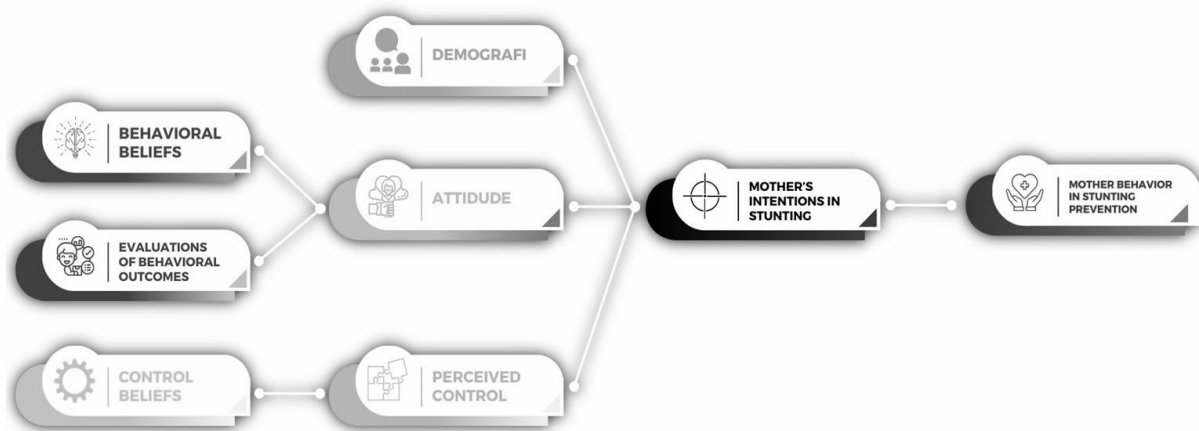 DEMOGRAFI
BEHAVIORAL
BELIEFS
ATTIDUDE
EVALUATIONS
OF BEHAVIORAL
OUTCOMES
CONTROL
BELIEFS
PERCEIVED
CONTROL
MOTHER'S
INTENTIONS IN
STUNTING
MOTHER BEHAVIOR
IN STUNTING
PREVENTION